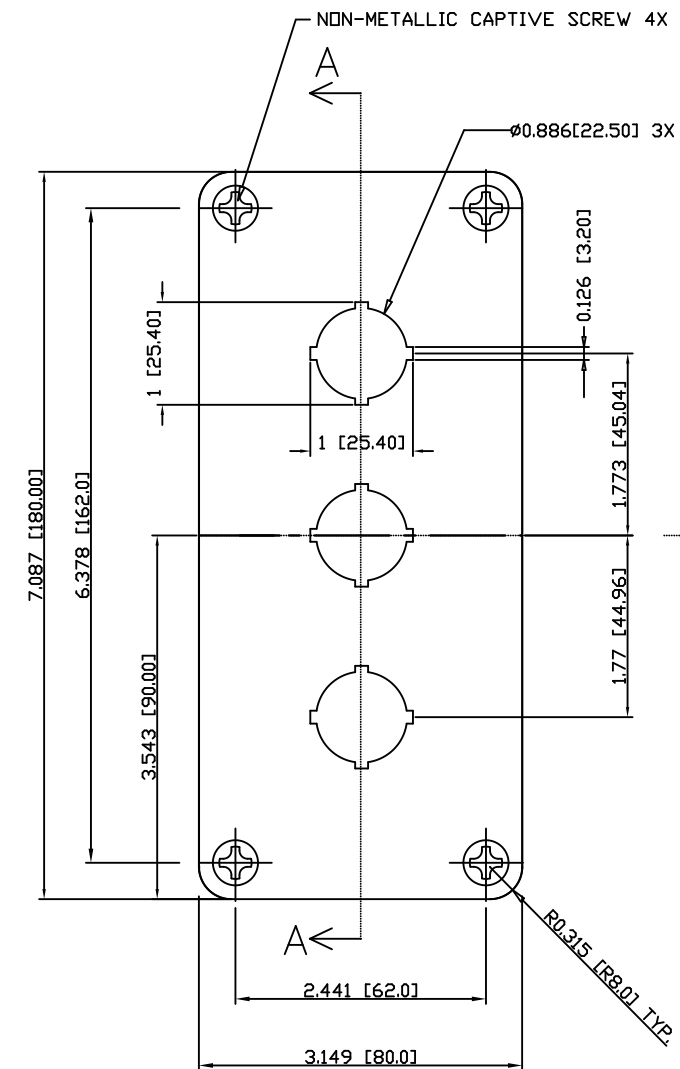 NON-METALLIC CAPTIVE SCREW 4X
A
ø0.886[22.50] 3X
0.126 [3.20]
1 [25.40]
1 [25.40]
1.773 [45.04]
7.087 [180.00]
6.378 [162.0]
3.543 [90.00]
1.77 [44.96]
A
R0.315 [R8.0] TYP.
2.441 [62.0]
3.149 [80.0]